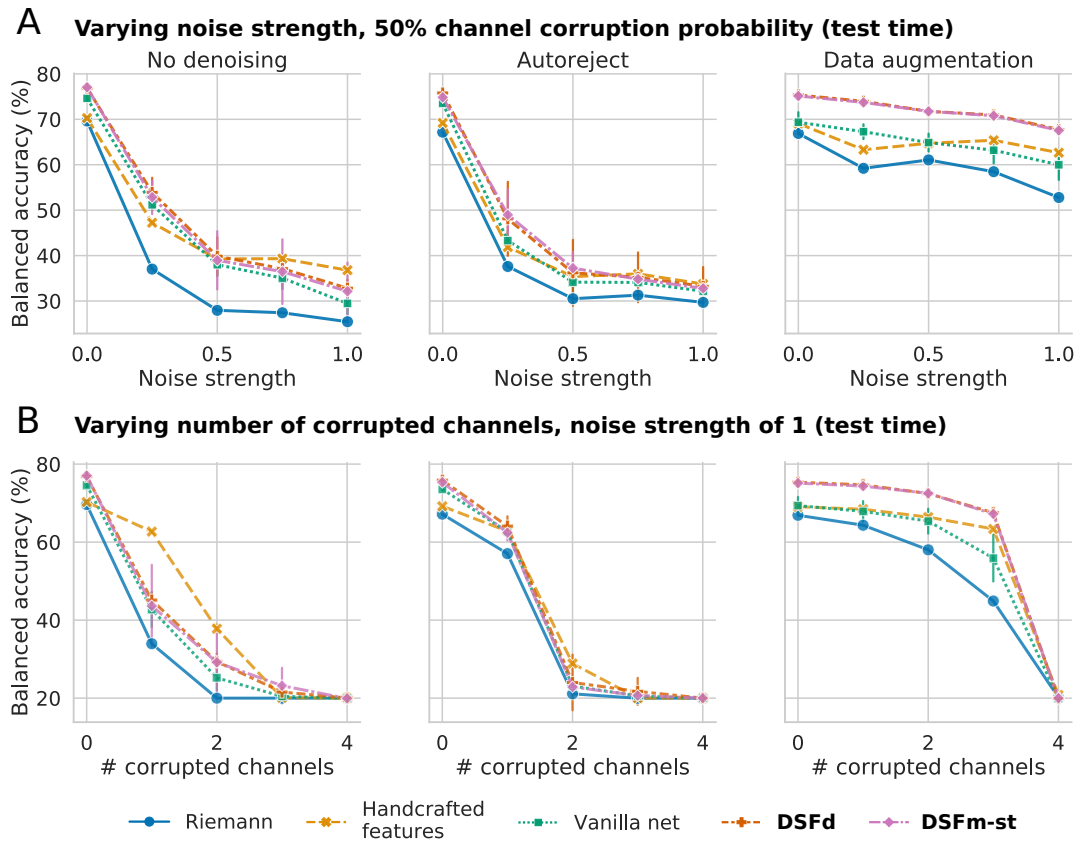 A Varying noise strength, 50% channel corruption probability (test time)
No denoising Autoreject Data augmentation
Balanced accuracy (%)
80
70
60
50
40
30
0.0 0.5 1.0 0.0 0.5 1.0 0.0 0.5 1.0
Noise strength Noise strength Noise strength
B Varying number of corrupted channels, noise strength of 1 (test time)
Balanced accuracy (%)
80
60
40
20
0 2 4 0 2 4 0 2 4
# corrupted channels # corrupted channels # corrupted channels
Riemann Handcrafted features Vanilla net DSFd DSFm-st